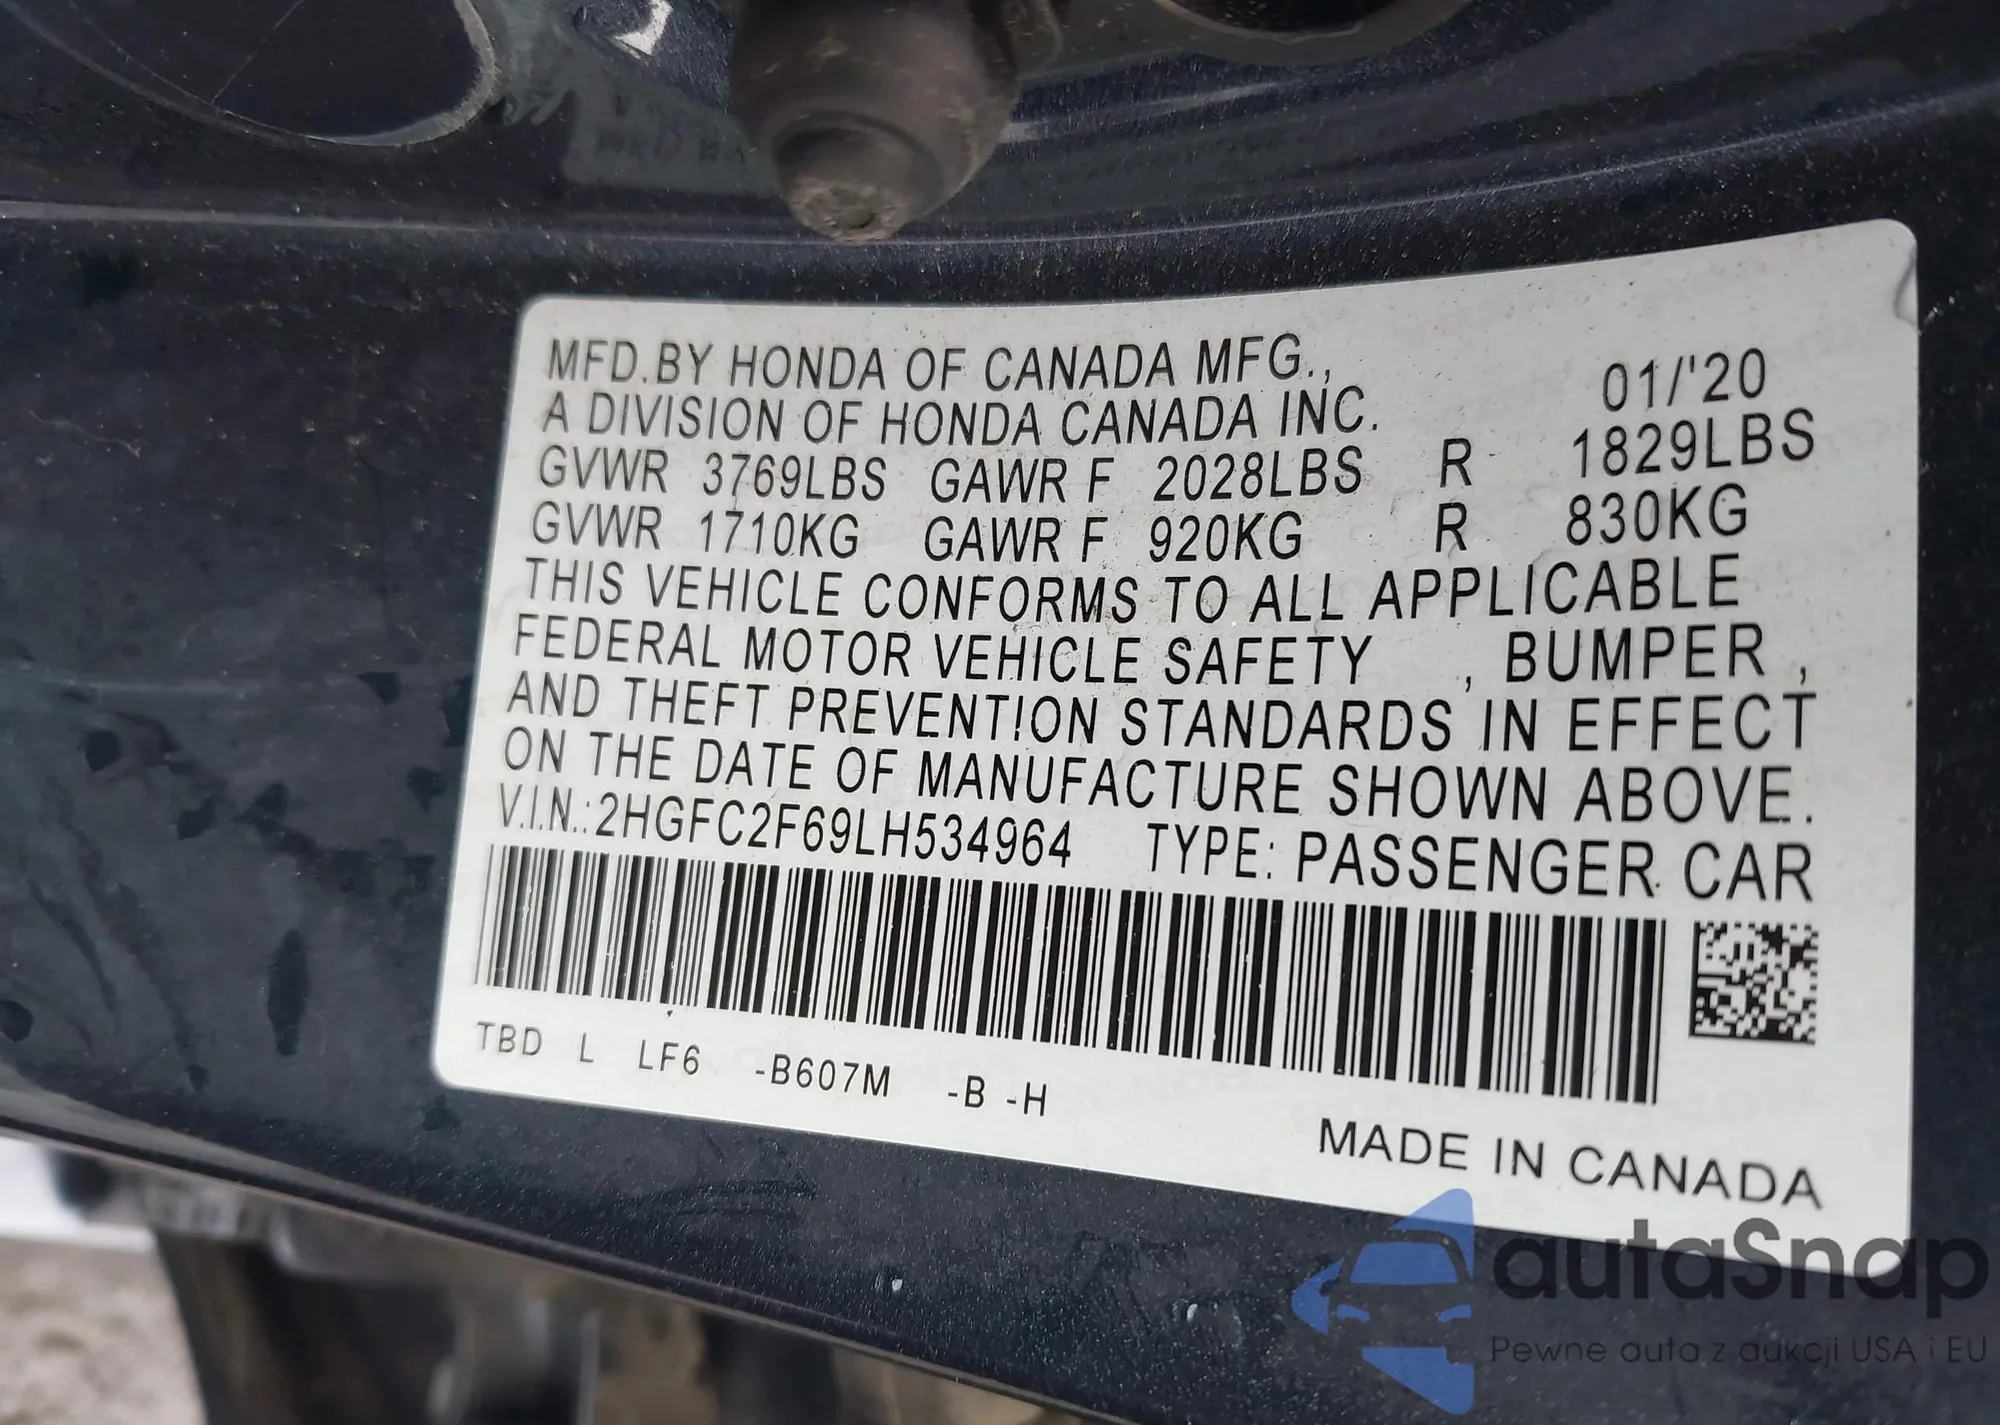 MFD.BY HONDA OF CANADA MFG.,
A DIVISION OF HONDA CANADA INC. 01/'20
GVWR 3769LBS GAWR F 2028LBS R 1829LBS
GVWR 1710KG GAWR F 920KG R 830KG
THIS VEHICLE CONFORMS TO ALL APPLICABLE
FEDERAL MOTOR VEHICLE SAFETY , BUMPER ,
AND THEFT PREVENTION STANDARDS IN EFFECT
ON THE DATE OF MANUFACTURE SHOWN ABOVE.
V.I.N.:2HGFC2F69LH534964 TYPE: PASSENGER CAR
TBD L LF6 -B607M -B -H
MADE IN CANADA
autaSnap
Pewne auta z aukcji USA i EU